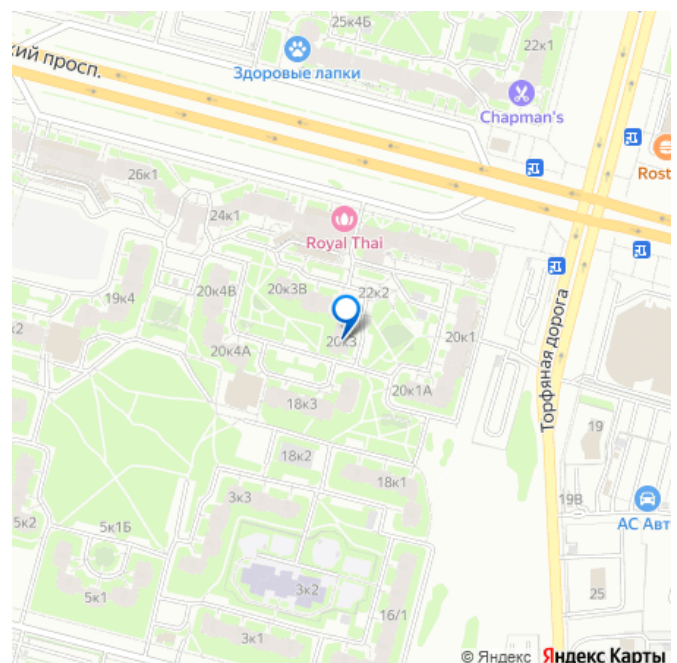 25к4Б
22к1
кий просп.
Здоровые лапки
Chapman's
Rost
26к1
24к1
Royal Thai
20к4В
20к3В
22к2
19к4
к2
20к3
20к1
20к4А
20к1А
Торфяная дорога
18к3
19
18к2
18к1
3к3
19В
5к2
5к1Б
АС Авт
3к2
5к1
25
16/1
3к1
© Яндекс Яндекс Карты